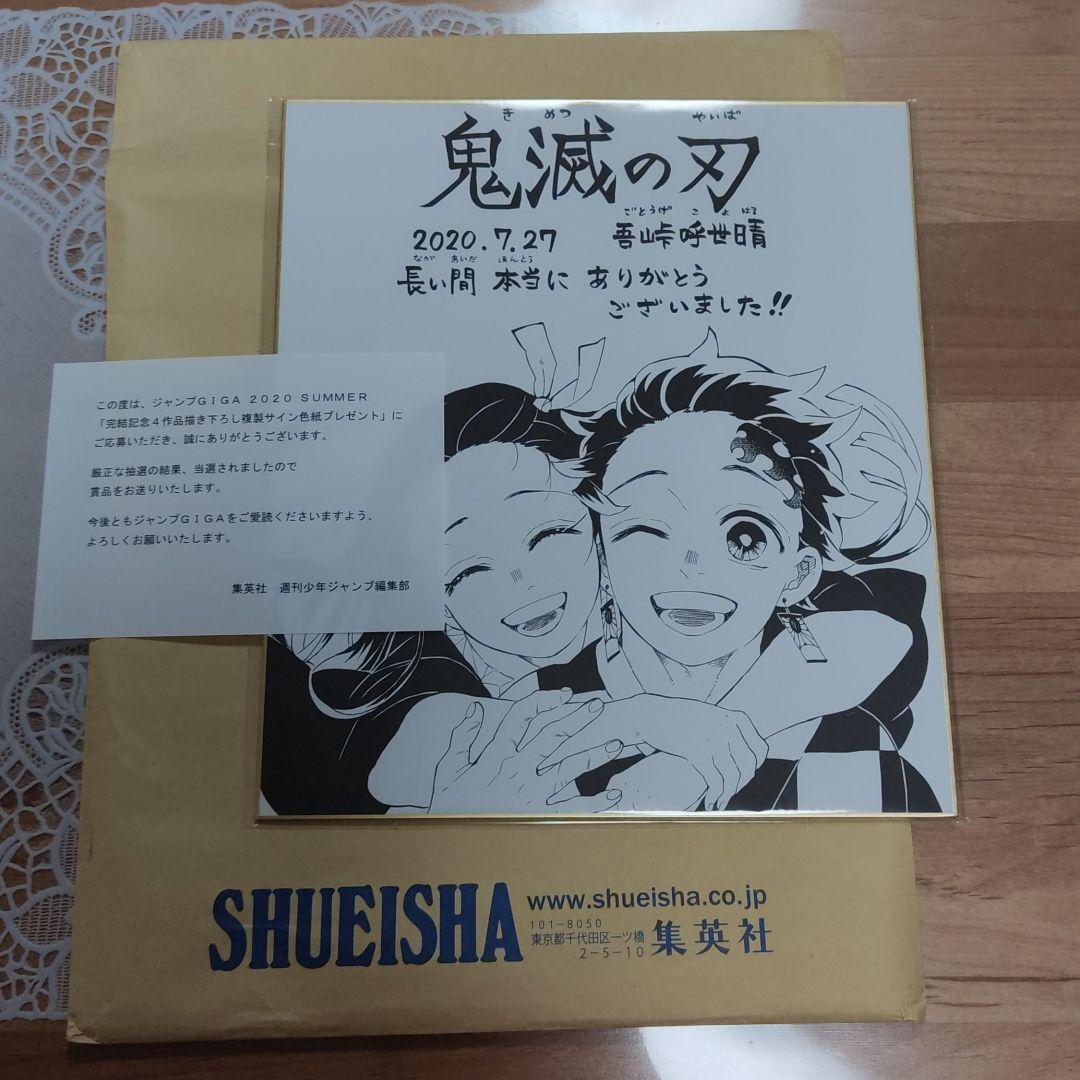 きめつ やいば
鬼滅の刃
ごとうげ こよはる
2020.7.27 吾峠呼世晴
なが あいだ ほんとう
長い間 本当に ありがとう
ございました!!
この度は、ジャンプGIGA 2020 SUMMER
「完結記念4作品描き下ろし複製サイン色紙プレゼント」に
ご応募いただき、誠にありがとうございます。
厳正な抽選の結果、当選されましたので
賞品をお送りいたします。
今後ともジャンプGIGAをご愛読くださいますよう、
よろしくお願いいたします。
集英社 週刊少年ジャンプ編集部
SHUEISHA www.shueisha.co.jp
101-8050
東京都千代田区一ツ橋
2-5-10 集英社